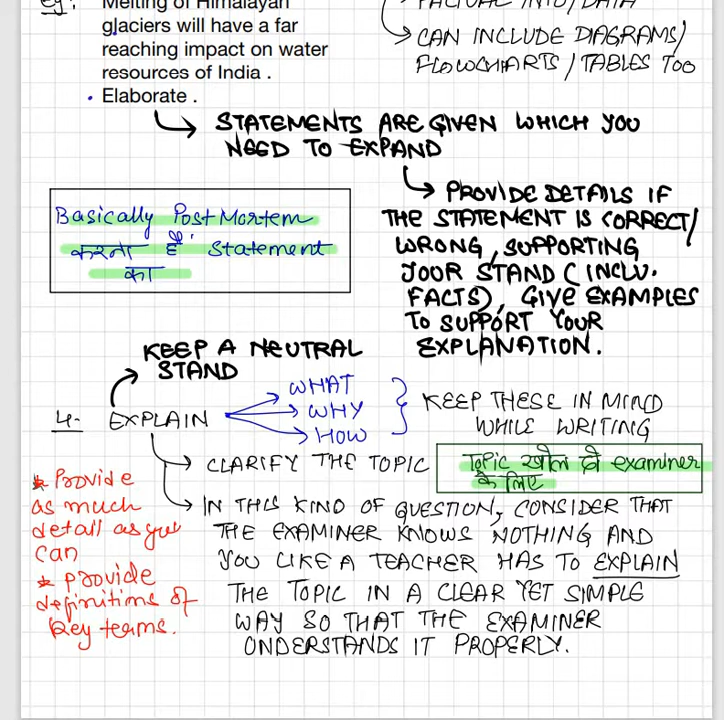 eg:
Melting of Himalayan
glaciers will have a far
reaching impact on water
resources of India .
• Elaborate .
FACTUAL INFO/DATA
CAN INCLUDE DIAGRAMS/
FLOWCHARTS / TABLES TOO
STATEMENTS ARE GIVEN WHICH YOU
NEED TO EXPAND
PROVIDE DETAILS IF
THE STATEMENT IS CORRECT/
WRONG, SUPPORTING
YOUR STAND (INCLU.
FACTS), GIVE EXAMPLES
TO SUPPORT YOUR
EXPLANATION.
Basically Post Mortem
करना है Statement
का
KEEP A NEUTRAL
STAND
4- EXPLAIN
WHAT
WHY
HOW
KEEP THESE IN MIND
WHILE WRITING
CLARIFY THE TOPIC
Topic खोल दो examiner
के लिए
IN THIS KIND OF QUESTION, CONSIDER THAT
THE EXAMINER KNOWS NOTHING AND
YOU LIKE A TEACHER HAS TO EXPLAIN
THE TOPIC IN A CLEAR YET SIMPLE
WAY SO THAT THE EXAMINER
UNDERSTANDS IT PROPERLY.
* Provide
as much
detail as you
can
* provide
definitions of
key terms.